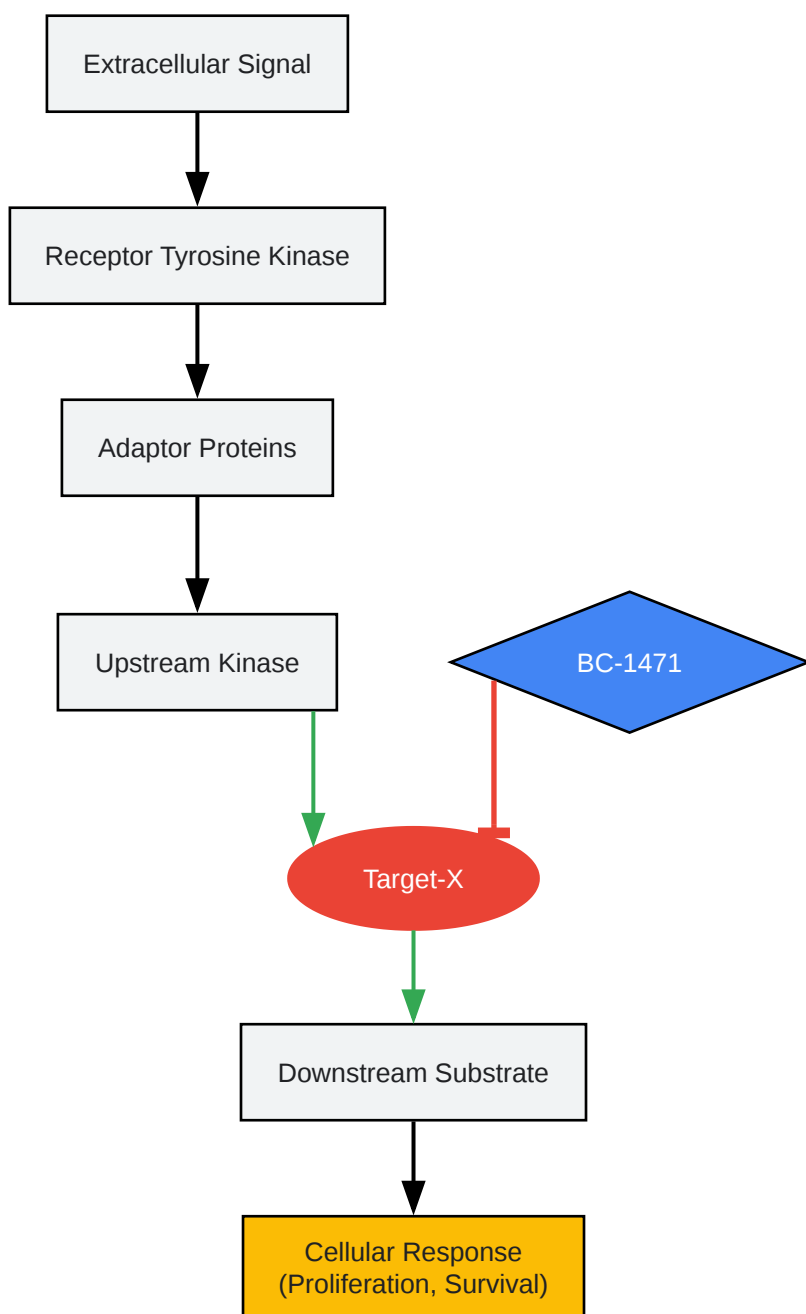 Extracellular Signal
Receptor Tyrosine Kinase
Adaptor Proteins
Upstream Kinase
BC-1471
Target-X
Downstream Substrate
Cellular Response
(Proliferation, Survival)